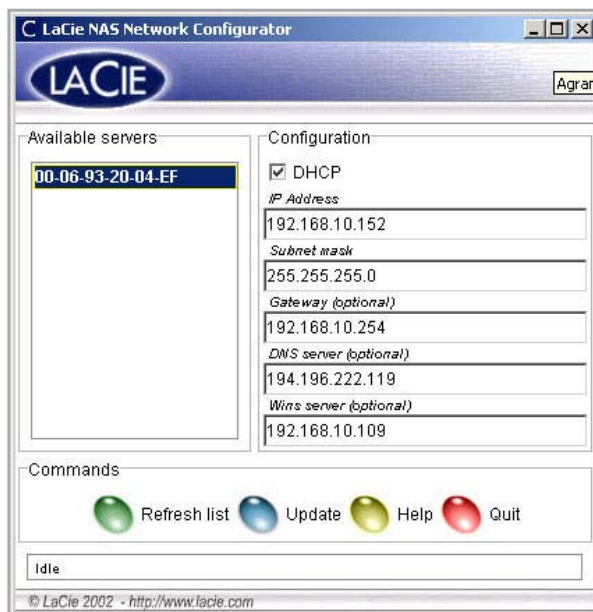 LaCie NAS Network Configurator
LACIE
Agran
Available servers
00-06-93-20-04-EF
Configuration
DHCP
IP Address
192.168.10.152
Subnet mask
255.255.255.0
Gateway (optional)
192.168.10.254
DNS server (optional)
194.196.222.119
Wins server (optional)
192.168.10.109
Commands
Refresh list Update Help Quit
Idle
© LaCie 2002 - http://www.lacie.com